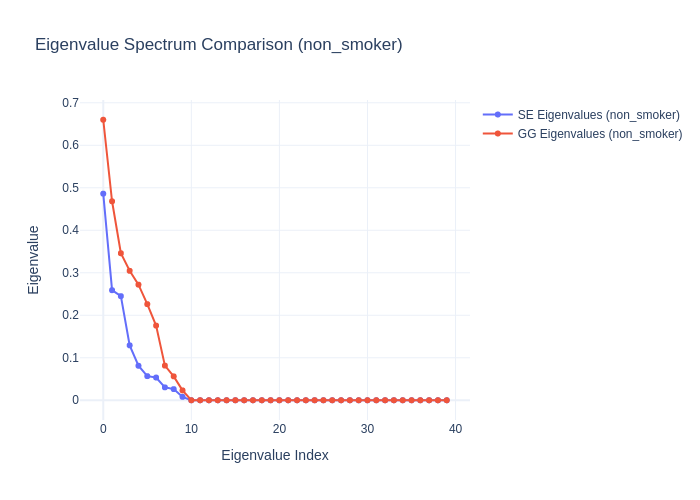 Eigenvalue Spectrum Comparison (non_smoker)
SE Eigenvalues (non_smoker)
GG Eigenvalues (non_smoker)
Eigenvalue
0.7
0.6
0.5
0.4
0.3
0.2
0.1
0
0 10 20 30 40
Eigenvalue Index